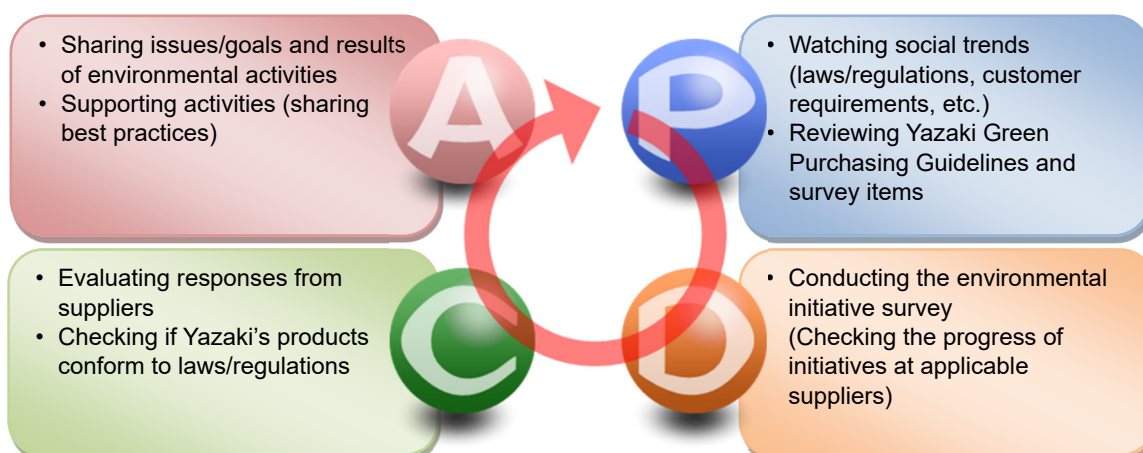 • Sharing issues/goals and results
of environmental activities
• Supporting activities (sharing
best practices)
A
P
• Watching social trends
(laws/regulations, customer
requirements, etc.)
• Reviewing Yazaki Green
Purchasing Guidelines and
survey items
• Evaluating responses from
suppliers
• Checking if Yazaki’s products
conform to laws/regulations
C
D
• Conducting the environmental
initiative survey
(Checking the progress of
initiatives at applicable
suppliers)